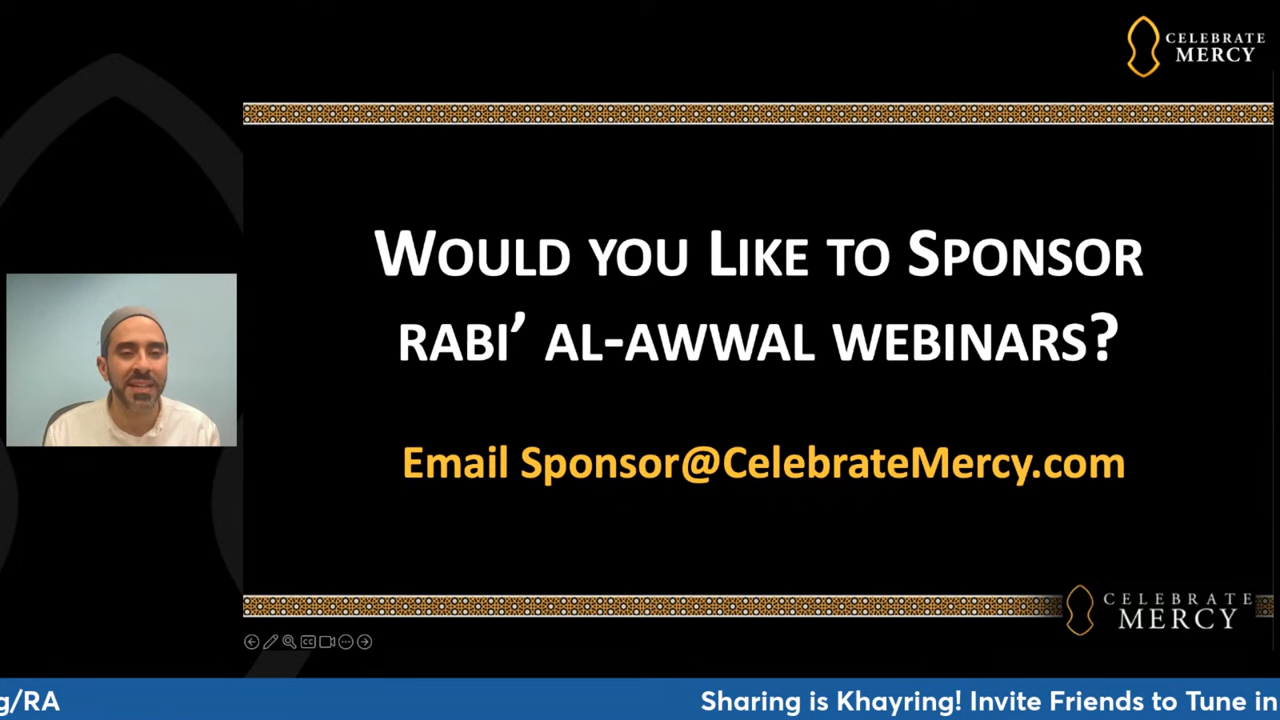 CELEBRATE
MERCY
WOULD YOU LIKE TO SPONSOR
RABI’ AL-AWWAL WEBINARS?
Email Sponsor@CelebrateMercy.com
CELEBRATE
MERCY
CC
g/RA
Sharing is Khayring! Invite Friends to Tune in